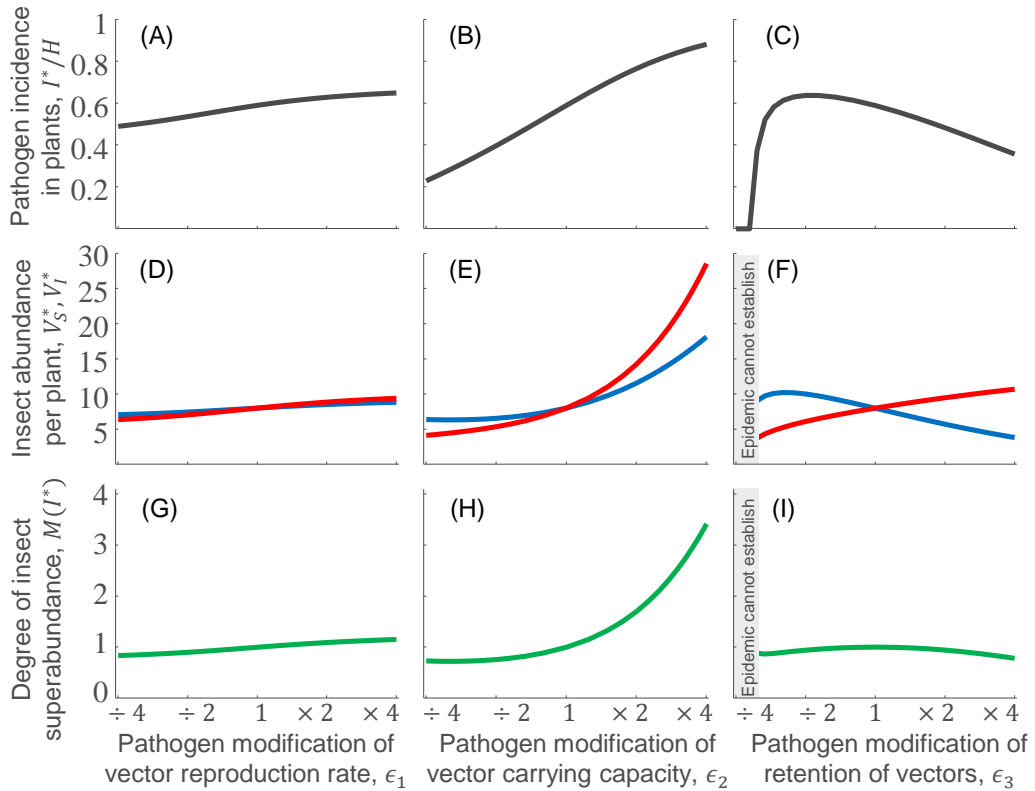 Pathogen incidence
in plants, I*/H
1
0.8
0.6
0.4
0.2
(A)
(B)
(C)
Insect abundance
per plant, V_S*, V_I*
30
25
20
15
10
5
(D)
(E)
(F)
Epidemic cannot establish
Degree of insect
superabundance, M(I*)
4
3
2
1
0
(G)
(H)
(I)
Epidemic cannot establish
÷ 4 ÷ 2 1 × 2 × 4
÷ 4 ÷ 2 1 × 2 × 4
÷ 4 ÷ 2 1 × 2 × 4
Pathogen modification of
vector reproduction rate, ϵ₁
Pathogen modification of
vector carrying capacity, ϵ₂
Pathogen modification of
retention of vectors, ϵ₃